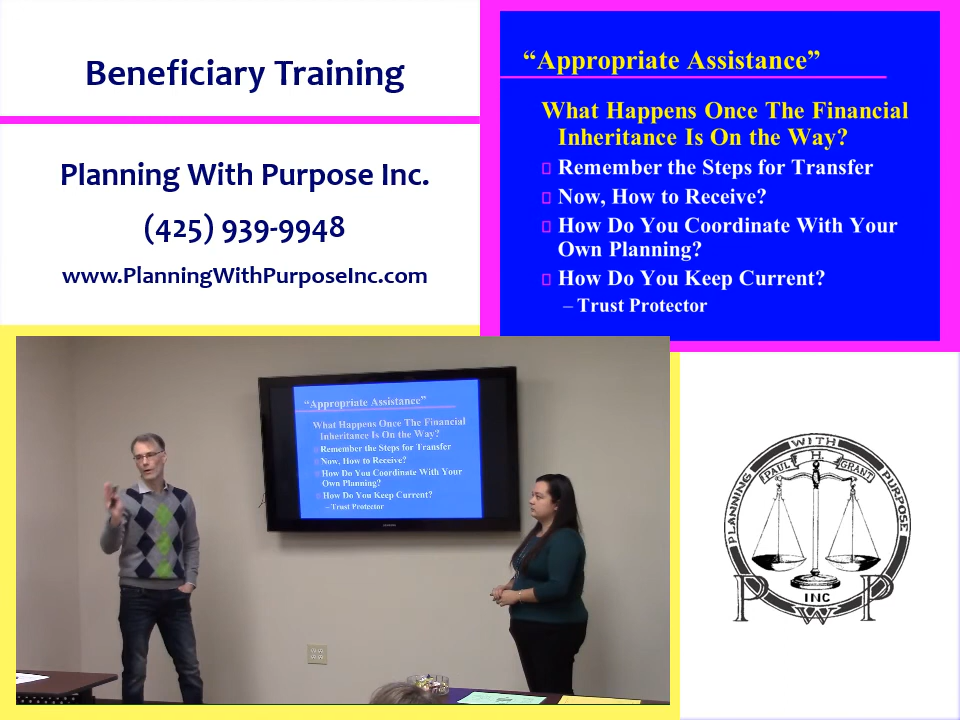 Beneficiary Training
Planning With Purpose Inc.
(425) 939-9948
www.PlanningWithPurposeInc.com
“Appropriate Assistance”
What Happens Once The Financial
Inheritance Is On the Way?
Remember the Steps for Transfer
Now, How to Receive?
How Do You Coordinate With Your
Own Planning?
How Do You Keep Current?
– Trust Protector
“Appropriate Assistance”
What Happens Once The Financial
Inheritance Is On the Way?
Remember the Steps for Transfer
Now, How to Receive?
How Do You Coordinate With Your
Own Planning?
How Do You Keep Current?
– Trust Protector
PLANNING WITH PURPOSE
PAUL H. GRANT
INC
P W P